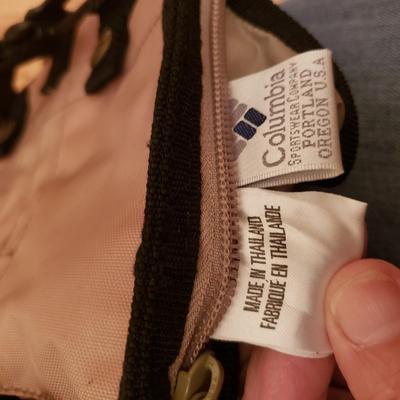 Columbia
SPORTSWEAR COMPANY
PORTLAND
OREGON U.S.A
MADE IN THAILAND
FABRIQUÉ EN THAILANDE